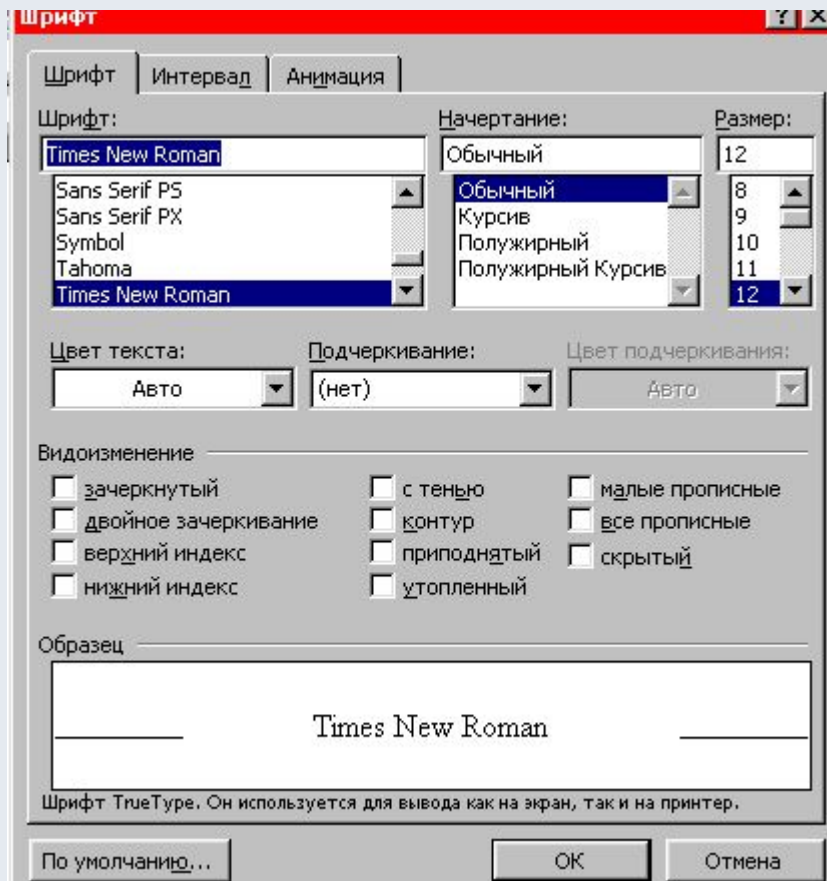 Шрифт
Шрифт Интервал Анимация
Шрифт: Начертание: Размер:
Times New Roman Обычный 12
Sans Serif PS Обычный 8
Sans Serif PX Курсив 9
Symbol Полужирный 10
Tahoma Полужирный Курсив 11
Times New Roman 12
Цвет текста: Подчеркивание: Цвет подчеркивания:
Авто (нет) Авто
Видоизменение
зачеркнутый с тенью малые прописные
двойное зачеркивание контур все прописные
верхний индекс приподнятый скрытый
нижний индекс утопленный
Образец
Times New Roman
Шрифт TrueType. Он используется для вывода как на экран, так и на принтер.
По умолчанию... ОК Отмена